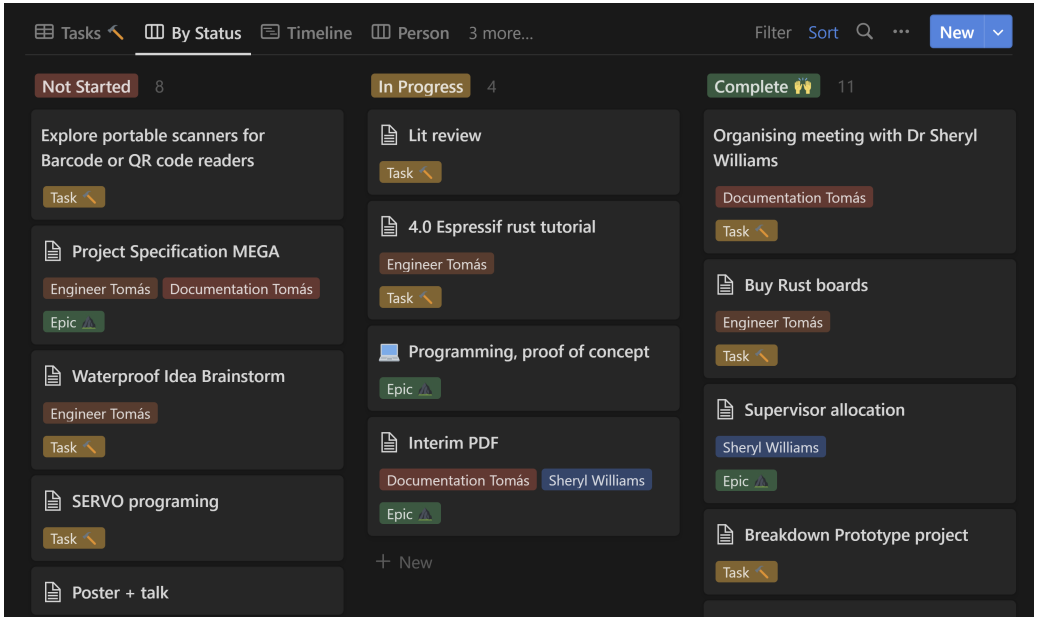 Tasks 🔨 By Status Timeline Person 3 more... Filter Sort New
Not Started 8
Explore portable scanners for
Barcode or QR code readers
Task 🔨
Project Specification MEGA
Engineer Tomás Documentation Tomás
Epic ⛰
Waterproof Idea Brainstorm
Engineer Tomás
Task 🔨
SERVO programing
Task 🔨
Poster + talk
In Progress 4
Lit review
Task 🔨
4.0 Espressif rust tutorial
Engineer Tomás
Task 🔨
Programming, proof of concept
Epic ⛰
Interim PDF
Documentation Tomás Sheryl Williams
Epic ⛰
+ New
Complete 🙌 11
Organising meeting with Dr Sheryl
Williams
Documentation Tomás
Task 🔨
Buy Rust boards
Engineer Tomás
Task 🔨
Supervisor allocation
Sheryl Williams
Epic ⛰
Breakdown Prototype project
Task 🔨